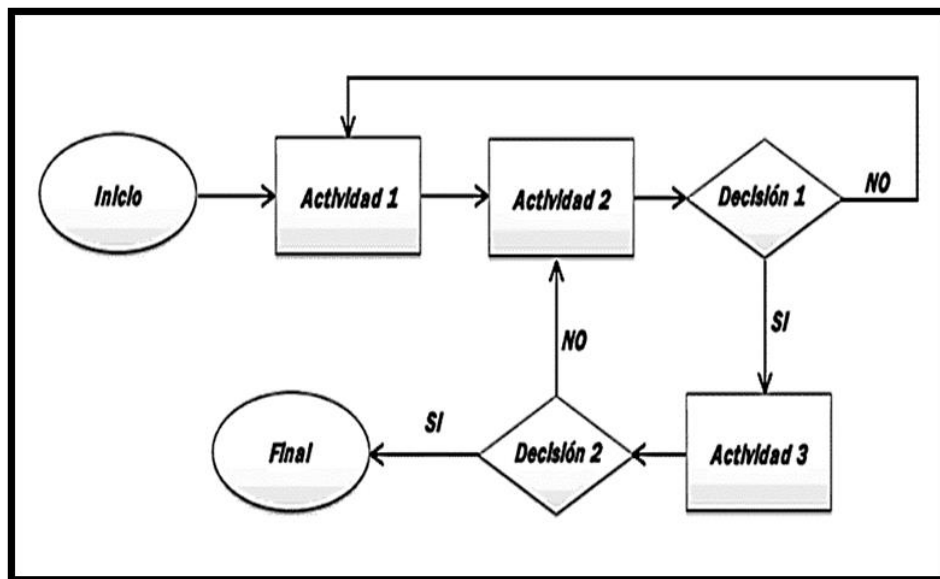 Inicio
Actividad 1
Actividad 2
Decisión 1
NO
SI
Actividad 3
Decisión 2
NO
SI
Final